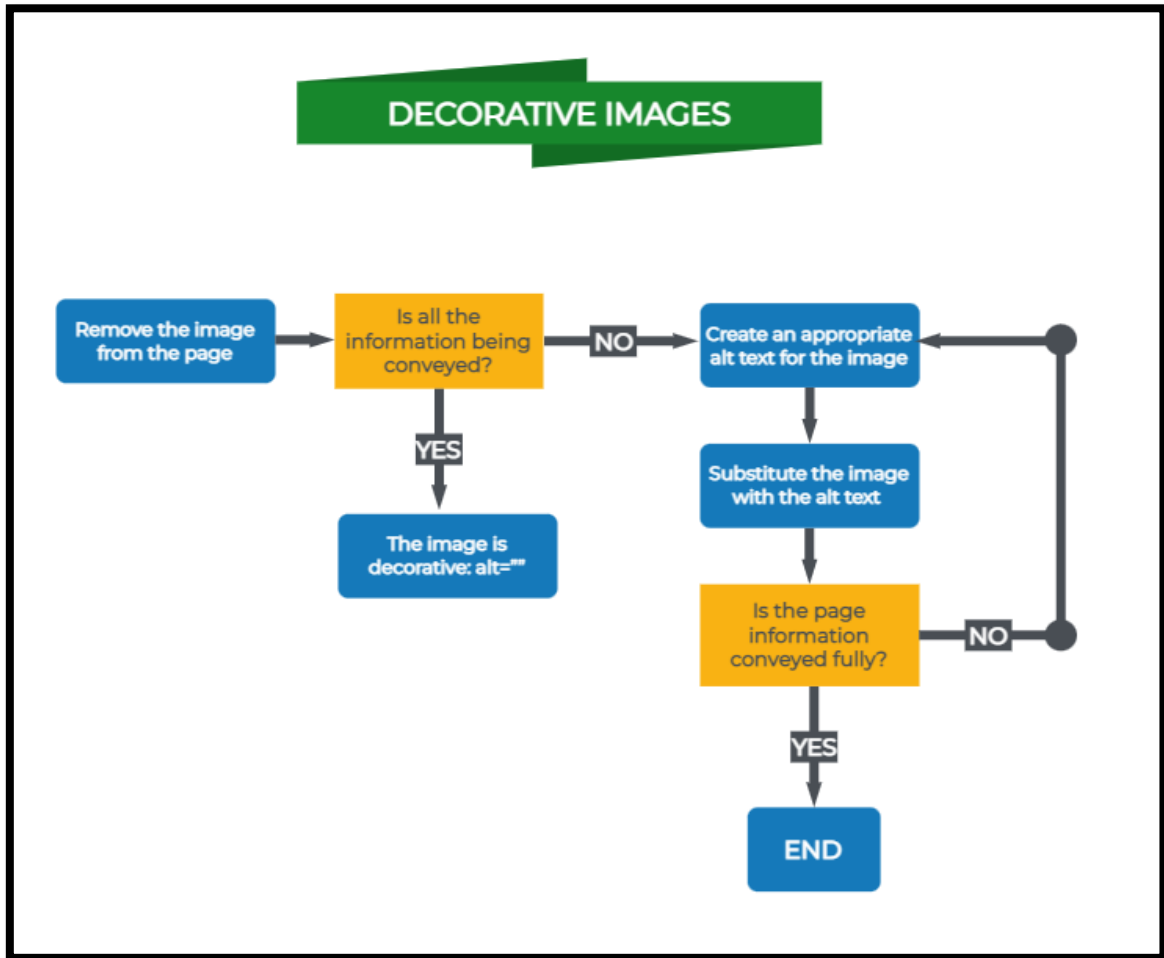 DECORATIVE IMAGES
Remove the image
from the page
Is all the
information being
conveyed?
NO
Create an appropriate
alt text for the image
YES
Substitute the image
with the alt text
The image is
decorative: alt=””
Is the page
information
conveyed fully?
NO
YES
END